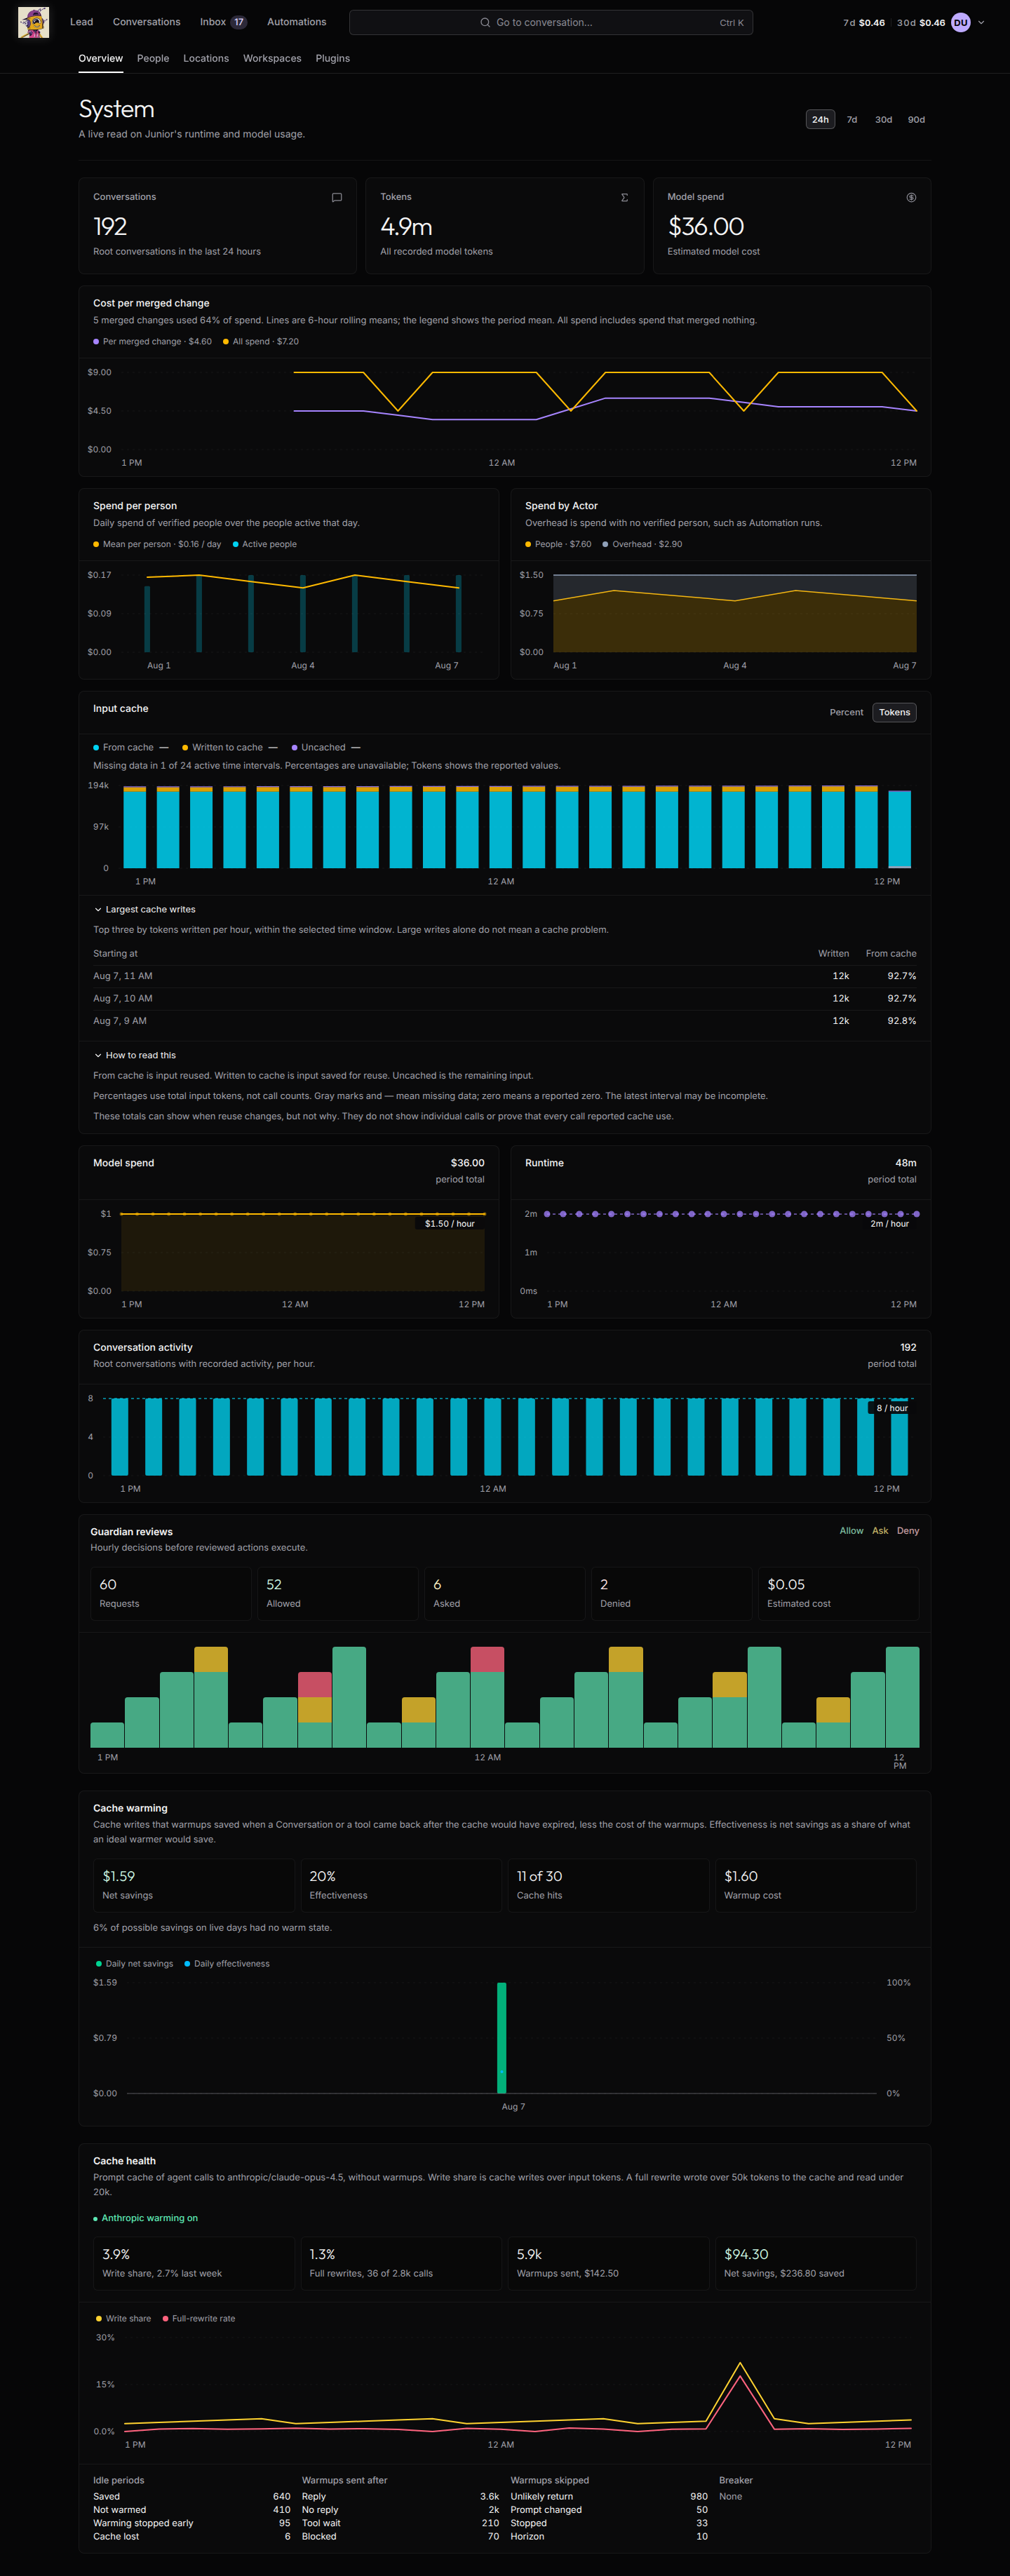 Lead Conversations Inbox 17 Automations Go to conversation... Ctrl K 7d $0.46 30d $0.46 DU
Overview People Locations Workspaces Plugins
System
A live read on Junior's runtime and model usage.
24h 7d 30d 90d
Conversations
192
Root conversations in the last 24 hours
Tokens
4.9m
All recorded model tokens
Model spend
$36.00
Estimated model cost
Cost per merged change
5 merged changes used 64% of spend. Lines are 6-hour rolling means; the legend shows the period mean. All spend includes spend that merged nothing.
Per merged change · $4.60 All spend · $7.20
$9.00
$4.50
$0.00
1 PM 12 AM 12 PM
Spend per person
Daily spend of verified people over the people active that day.
Mean per person · $0.16 / day Active people
$0.17
$0.09
$0.00
Aug 1 Aug 4 Aug 7
Spend by Actor
Overhead is spend with no verified person, such as Automation runs.
People · $7.60 Overhead · $2.90
$1.50
$0.75
$0.00
Aug 1 Aug 4 Aug 7
Input cache
Percent Tokens
From cache — Written to cache — Uncached —
Missing data in 1 of 24 active time intervals. Percentages are unavailable; Tokens shows the reported values.
194k
97k
0
1 PM 12 AM 12 PM
Largest cache writes
Top three by tokens written per hour, within the selected time window. Large writes alone do not mean a cache problem.
Starting at Written From cache
Aug 7, 11 AM 12k 92.7%
Aug 7, 10 AM 12k 92.7%
Aug 7, 9 AM 12k 92.8%
How to read this
From cache is input reused. Written to cache is input saved for reuse. Uncached is the remaining input.
Percentages use total input tokens, not call counts. Gray marks and — mean missing data; zero means a reported zero. The latest interval may be incomplete.
These totals can show when reuse changes, but not why. They do not show individual calls or prove that every call reported cache use.
Model spend $36.00
period total
$1
$1.50 / hour
$0.75
$0.00
1 PM 12 AM 12 PM
Runtime 48m
period total
2m
2m / hour
1m
0ms
1 PM 12 AM 12 PM
Conversation activity 192
Root conversations with recorded activity, per hour. period total
8
8 / hour
4
0
1 PM 12 AM 12 PM
Guardian reviews Allow Ask Deny
Hourly decisions before reviewed actions execute.
60
Requests
52
Allowed
6
Asked
2
Denied
$0.05
Estimated cost
1 PM 12 AM 12
PM
Cache warming
Cache writes that warmups saved when a Conversation or a tool came back after the cache would have expired, less the cost of the warmups. Effectiveness is net savings as a share of what
an ideal warmer would save.
$1.59
Net savings
20%
Effectiveness
11 of 30
Cache hits
$1.60
Warmup cost
6% of possible savings on live days had no warm state.
Daily net savings Daily effectiveness
$1.59 100%
$0.79 50%
$0.00 0%
Aug 7
Cache health
Prompt cache of agent calls to anthropic/claude-opus-4.5, without warmups. Write share is cache writes over input tokens. A full rewrite wrote over 50k tokens to the cache and read under
20k.
Anthropic warming on
3.9%
Write share, 2.7% last week
1.3%
Full rewrites, 36 of 2.8k calls
5.9k
Warmups sent, $142.50
$94.30
Net savings, $236.80 saved
Write share Full-rewrite rate
30%
15%
0.0%
1 PM 12 AM 12 PM
Idle periods Warmups sent after Warmups skipped Breaker
Saved 640 Reply 3.6k Unlikely return 980 None
Not warmed 410 No reply 2k Prompt changed 50
Warming stopped early 95 Tool wait 210 Stopped 33
Cache lost 6 Blocked 70 Horizon 10